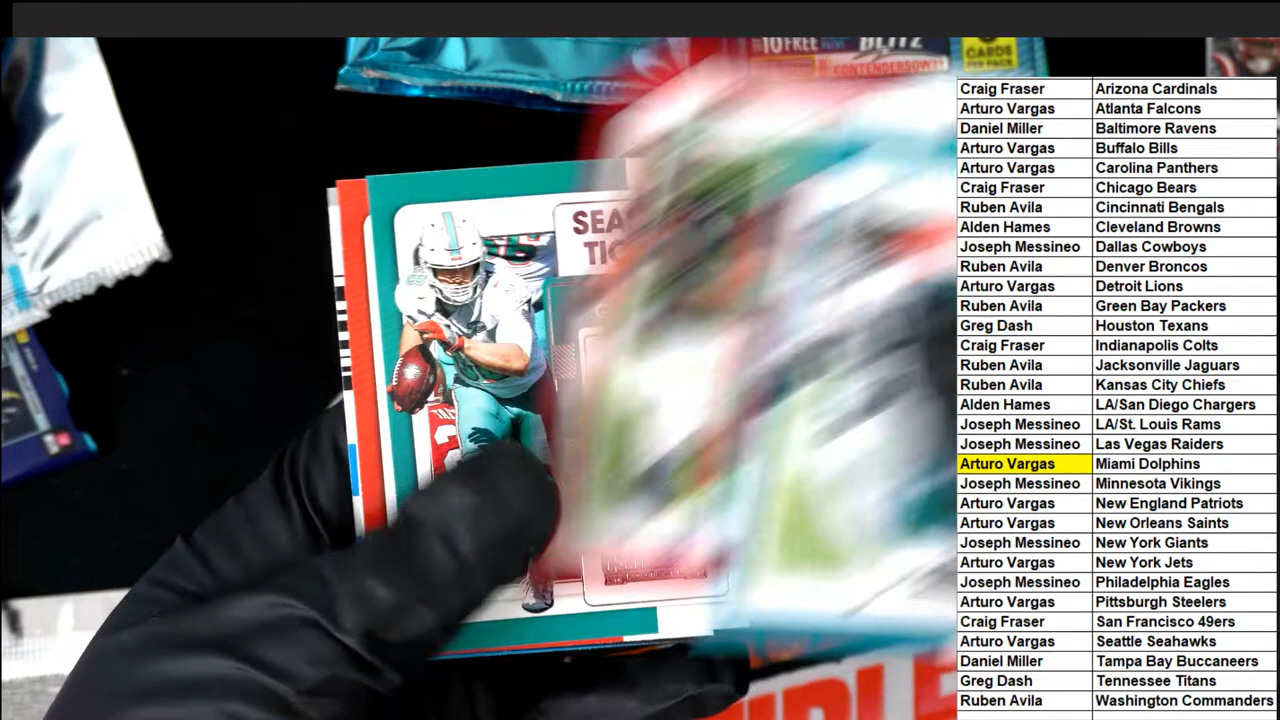 10 FREE
BLITZ
CARDS
PER PACK
SEA
TIC
Craig Fraser Arizona Cardinals
Arturo Vargas Atlanta Falcons
Daniel Miller Baltimore Ravens
Arturo Vargas Buffalo Bills
Arturo Vargas Carolina Panthers
Craig Fraser Chicago Bears
Ruben Avila Cincinnati Bengals
Alden Hames Cleveland Browns
Joseph Messineo Dallas Cowboys
Ruben Avila Denver Broncos
Arturo Vargas Detroit Lions
Ruben Avila Green Bay Packers
Greg Dash Houston Texans
Craig Fraser Indianapolis Colts
Ruben Avila Jacksonville Jaguars
Ruben Avila Kansas City Chiefs
Alden Hames LA/San Diego Chargers
Joseph Messineo LA/St. Louis Rams
Joseph Messineo Las Vegas Raiders
Arturo Vargas Miami Dolphins
Joseph Messineo Minnesota Vikings
Arturo Vargas New England Patriots
Arturo Vargas New Orleans Saints
Joseph Messineo New York Giants
Arturo Vargas New York Jets
Joseph Messineo Philadelphia Eagles
Arturo Vargas Pittsburgh Steelers
Craig Fraser San Francisco 49ers
Arturo Vargas Seattle Seahawks
Daniel Miller Tampa Bay Buccaneers
Greg Dash Tennessee Titans
Ruben Avila Washington Commanders